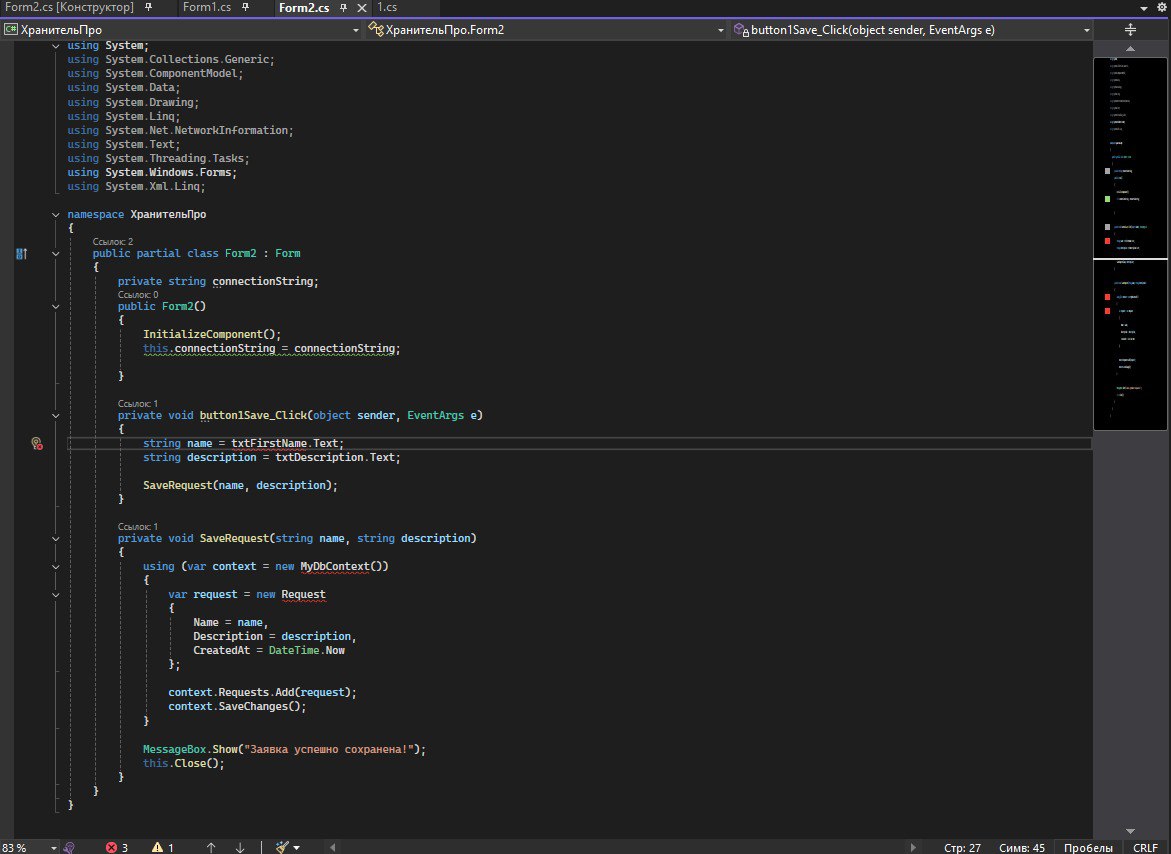 Form2.cs [Конструктор] Form1.cs Form2.cs 1.cs
C# ХранительПро ХранительПро.Form2 button1Save_Click(object sender, EventArgs e)
using System;
using System.Collections.Generic;
using System.ComponentModel;
using System.Data;
using System.Drawing;
using System.Linq;
using System.Net.NetworkInformation;
using System.Text;
using System.Threading.Tasks;
using System.Windows.Forms;
using System.Xml.Linq;
namespace ХранительПро
{
Ссылок: 2
public partial class Form2 : Form
{
private string connectionString;
Ссылок: 0
public Form2()
{
InitializeComponent();
this.connectionString = connectionString;
}
Ссылок: 1
private void button1Save_Click(object sender, EventArgs e)
{
string name = txtFirstName.Text;
string description = txtDescription.Text;
SaveRequest(name, description);
}
Ссылок: 1
private void SaveRequest(string name, string description)
{
using (var context = new MyDbContext())
{
var request = new Request
{
Name = name,
Description = description,
CreatedAt = DateTime.Now
};
context.Requests.Add(request);
context.SaveChanges();
}
MessageBox.Show("Заявка успешно сохранена!");
this.Close();
}
}
}
83 % 3 1 Стр: 27 Симв: 45 Пробелы CRLF